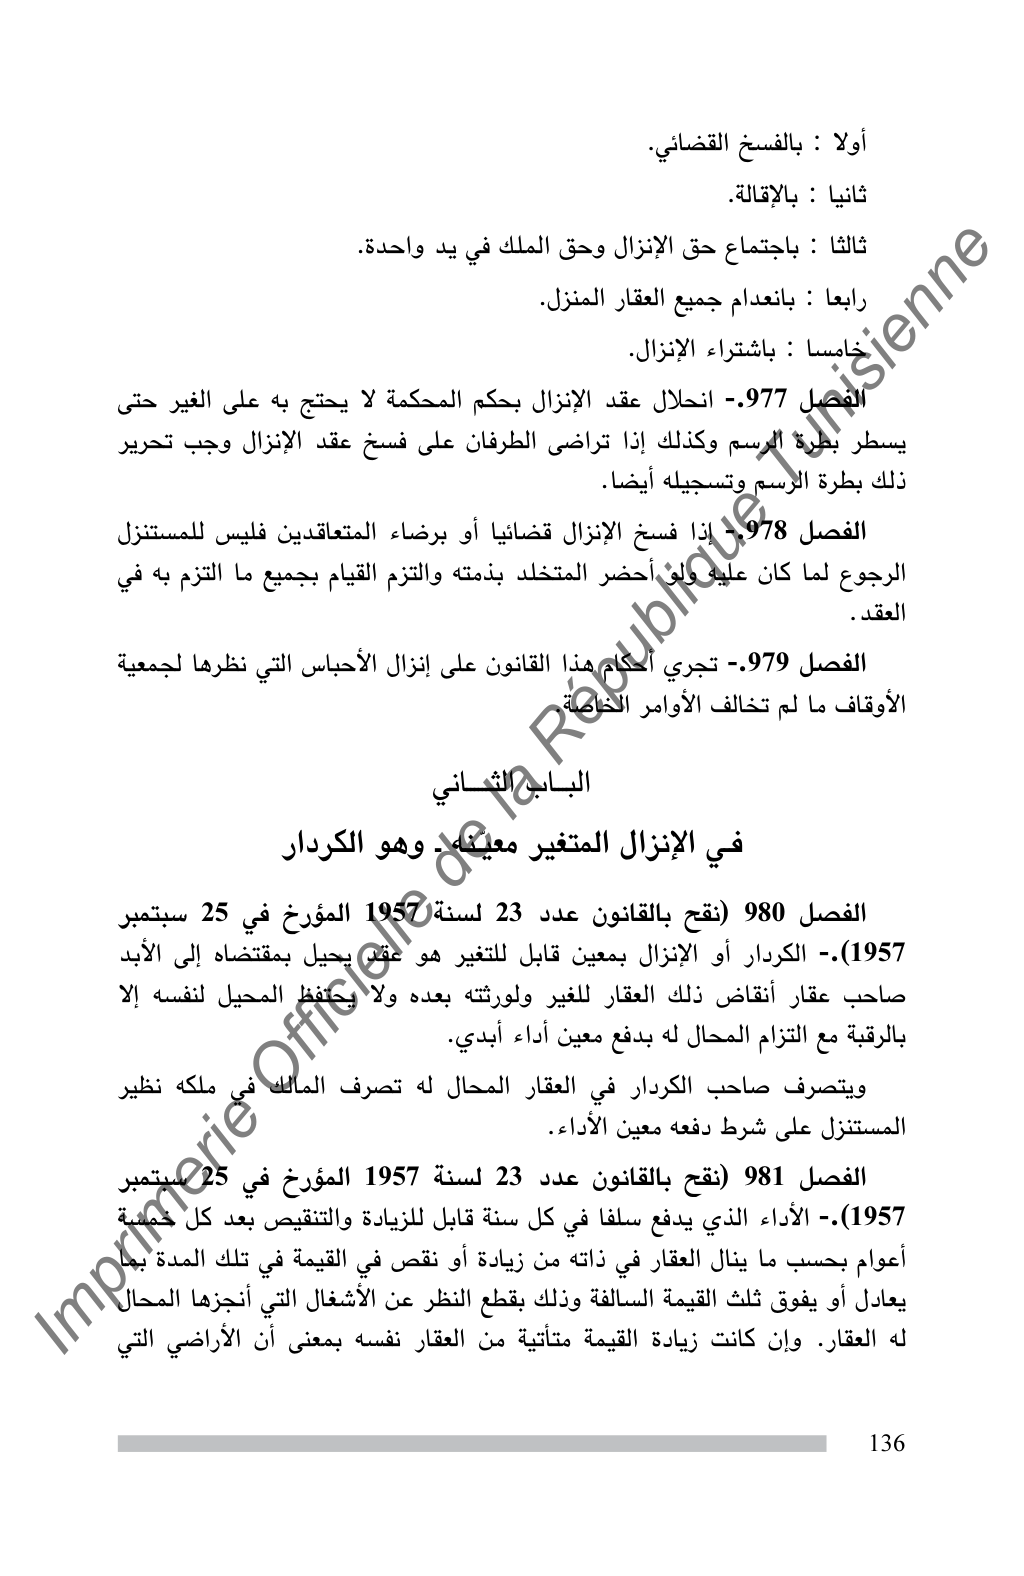 أولا : بالفسخ القضائي.
ثانيا : بالإقالة.
ثالثا : باجتماع حق الإنزال وحق الملك في يد واحدة.
رابعا : بانعدام جميع العقار المنزل.
خامسا : باشتراء الإنزال.
الفصل 977.- انحلال عقد الإنزال بحكم المحكمة لا يحتج به على الغير حتى
يسطر بطرة الرسم وكذلك إذا تراضى الطرفان على فسخ عقد الإنزال وجب تحرير
ذلك بطرة الرسم وتسجيله أيضا.
الفصل 978.- إذا فسخ الإنزال قضائيا أو برضاء المتعاقدين فليس للمستنزل
الرجوع لما كان عليه ولو أحضر المتخلد بذمته والتزم القيام بجميع ما التزم به في
العقد.
الفصل 979.- تجري أحكام هذا القانون على إنزال الأحباس التي نظرها لجمعية
الأوقاف ما لم تخالف الأوامر الخاصة.
البـــاب الثـــــاني
فـي الإنزال المتغير معيّـنه ـ وهو الكردار
الفصل 980 (نقح بالقانون عدد 23 لسنة 1957 المؤرخ في 25 سبتمبر
1957).- الكردار أو الإنزال بمعين قابل للتغير هو عقد يحيل بمقتضاه إلى الأبد
صاحب عقار أنقاض ذلك العقار للغير ولورثته بعده ولا يحتفظ المحيل لنفسه إلا
بالرقبة مع التزام المحال له بدفع معين أداء أبدي.
ويتصرف صاحب الكردار في العقار المحال له تصرف المالك في ملكه نظير
المستنزل على شرط دفعه معين الأداء.
الفصل 981 (نقح بالقانون عدد 23 لسنة 1957 المؤرخ في 25 سبتمبر
1957).- الأداء الذي يدفع سلفا في كل سنة قابل للزيادة والتنقيص بعد كل خمسة
أعوام بحسب ما ينال العقار في ذاته من زيادة أو نقص في القيمة في تلك المدة بما
يعادل أو يفوق ثلث القيمة السالفة وذلك بقطع النظر عن الأشغال التي أنجزها المحال
له العقار. وإن كانت زيادة القيمة متأتية من العقار نفسه بمعنى أن الأراضي التي
136
Imprimerie Officielle de la République Tunisienne